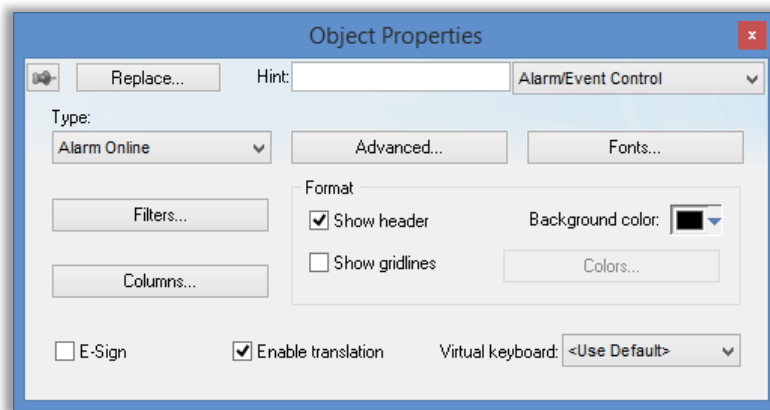 Object Properties
x
Replace... Hint: Alarm/Event Control
Type:
Alarm Online Advanced... Fonts...
Format
Filters... Show header Background color:
Show gridlines Colors...
Columns...
E-Sign Enable translation Virtual keyboard: <Use Default>